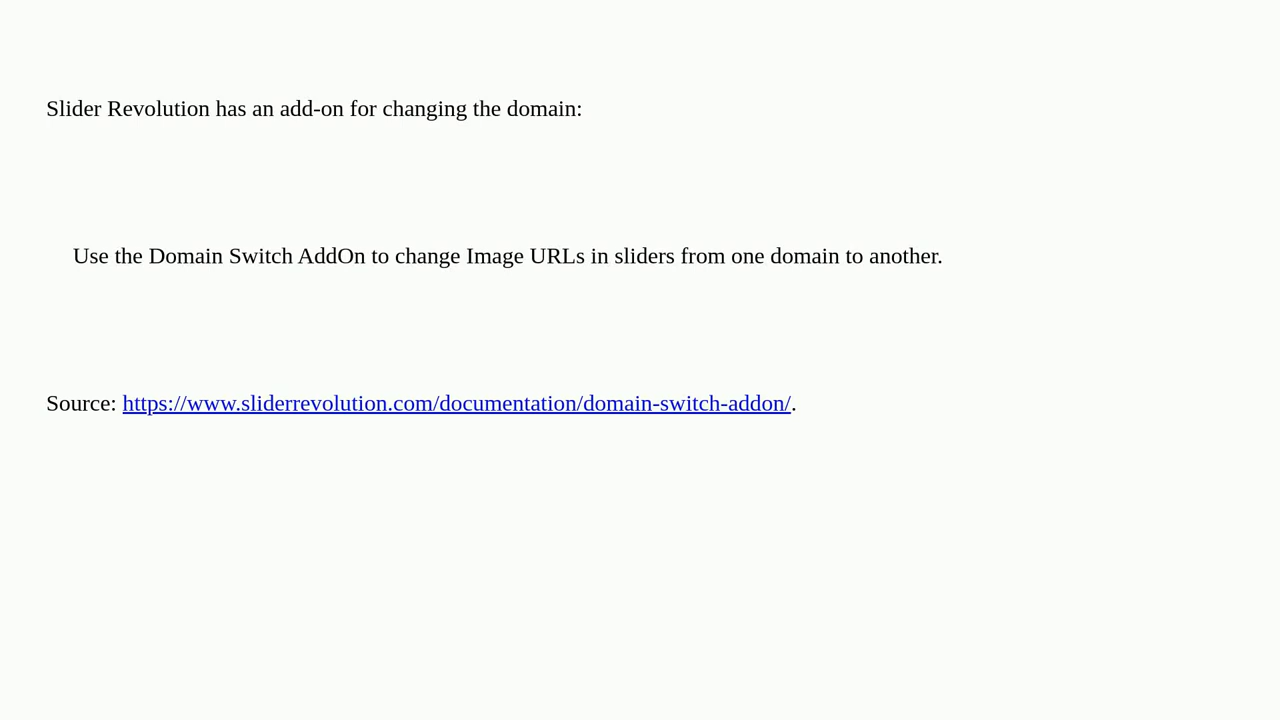 Slider Revolution has an add-on for changing the domain:
Use the Domain Switch AddOn to change Image URLs in sliders from one domain to another.
Source: https://www.sliderrevolution.com/documentation/domain-switch-addon/.